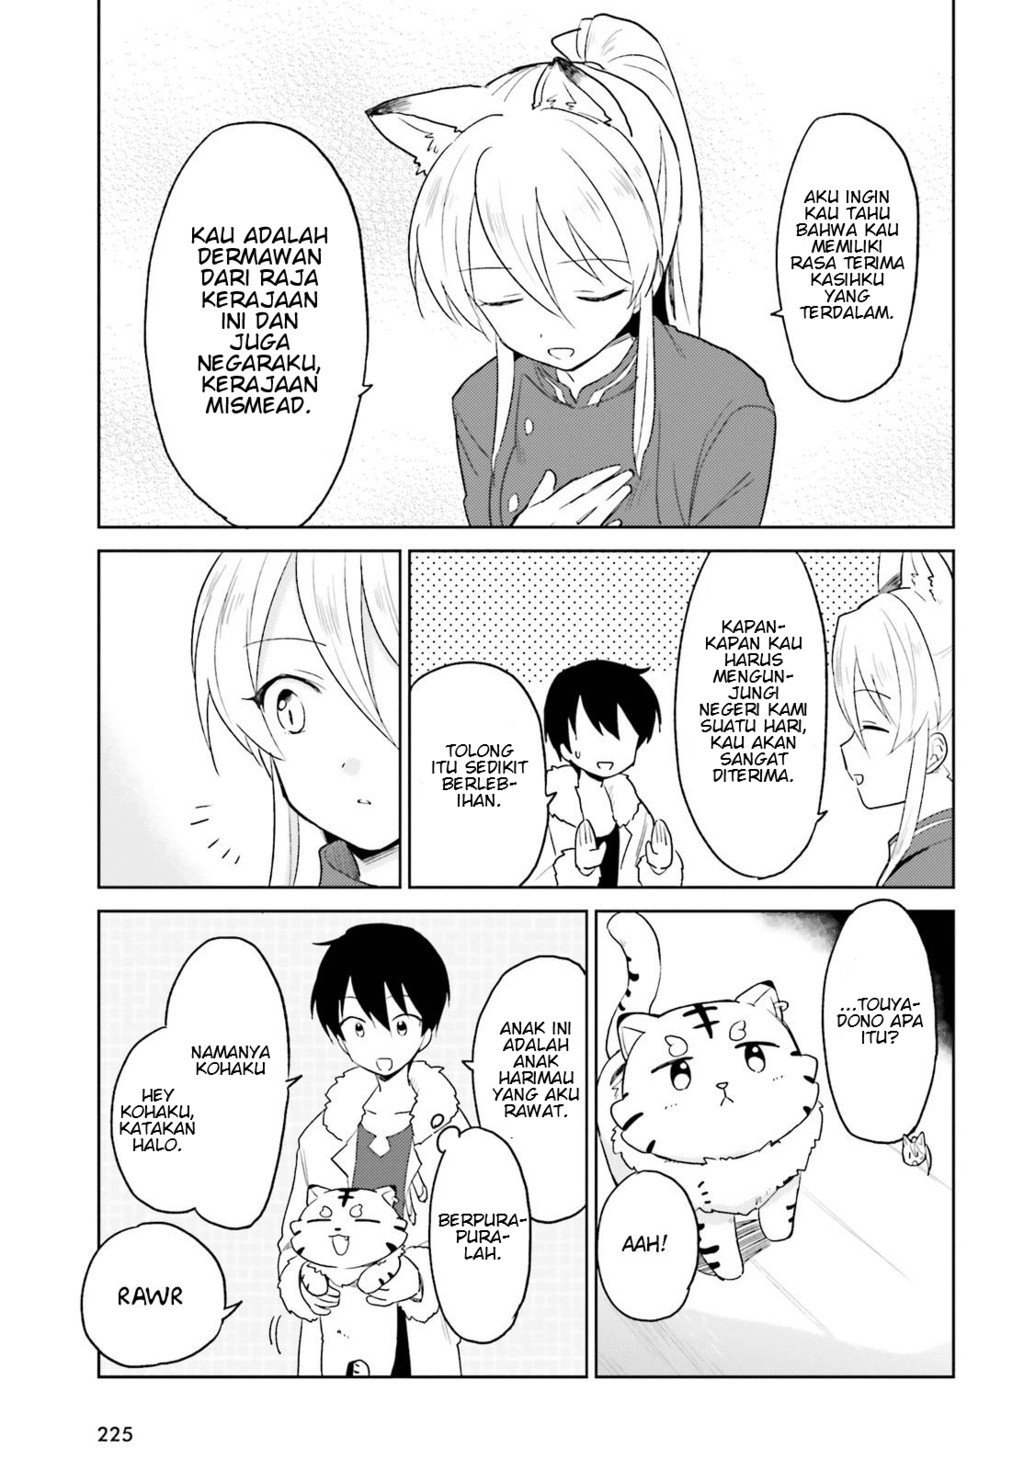 AKU INGIN
KAU TAHU
BAHWA KAU
MEMILIKI
RASA TERIMA
KASIHKU
YANG
TERDALAM.
KAU ADALAH
DERMAWAN
DARI RAJA
KERAJAAN
INI DAN
JUGA
NEGARAKU,
KERAJAAN
MISMEAD.
KAPAN-
KAPAN KAU
HARUS
MENGUN-
JUNGI
NEGERI KAMI
SUATU HARI,
KAU AKAN
SANGAT
DITERIMA.
TOLONG
ITU SEDIKIT
BERLEB-
IHAN.
...TOUYA-
DONO APA
ITU?
AAH!
ANAK INI
ADALAH
ANAK
HARIMAU
YANG AKU
RAWAT.
BERPURA-
PURA-
LAH.
NAMANYA
KOHAKU
HEY
KOHAKU,
KATAKAN
HALO.
RAWR
225